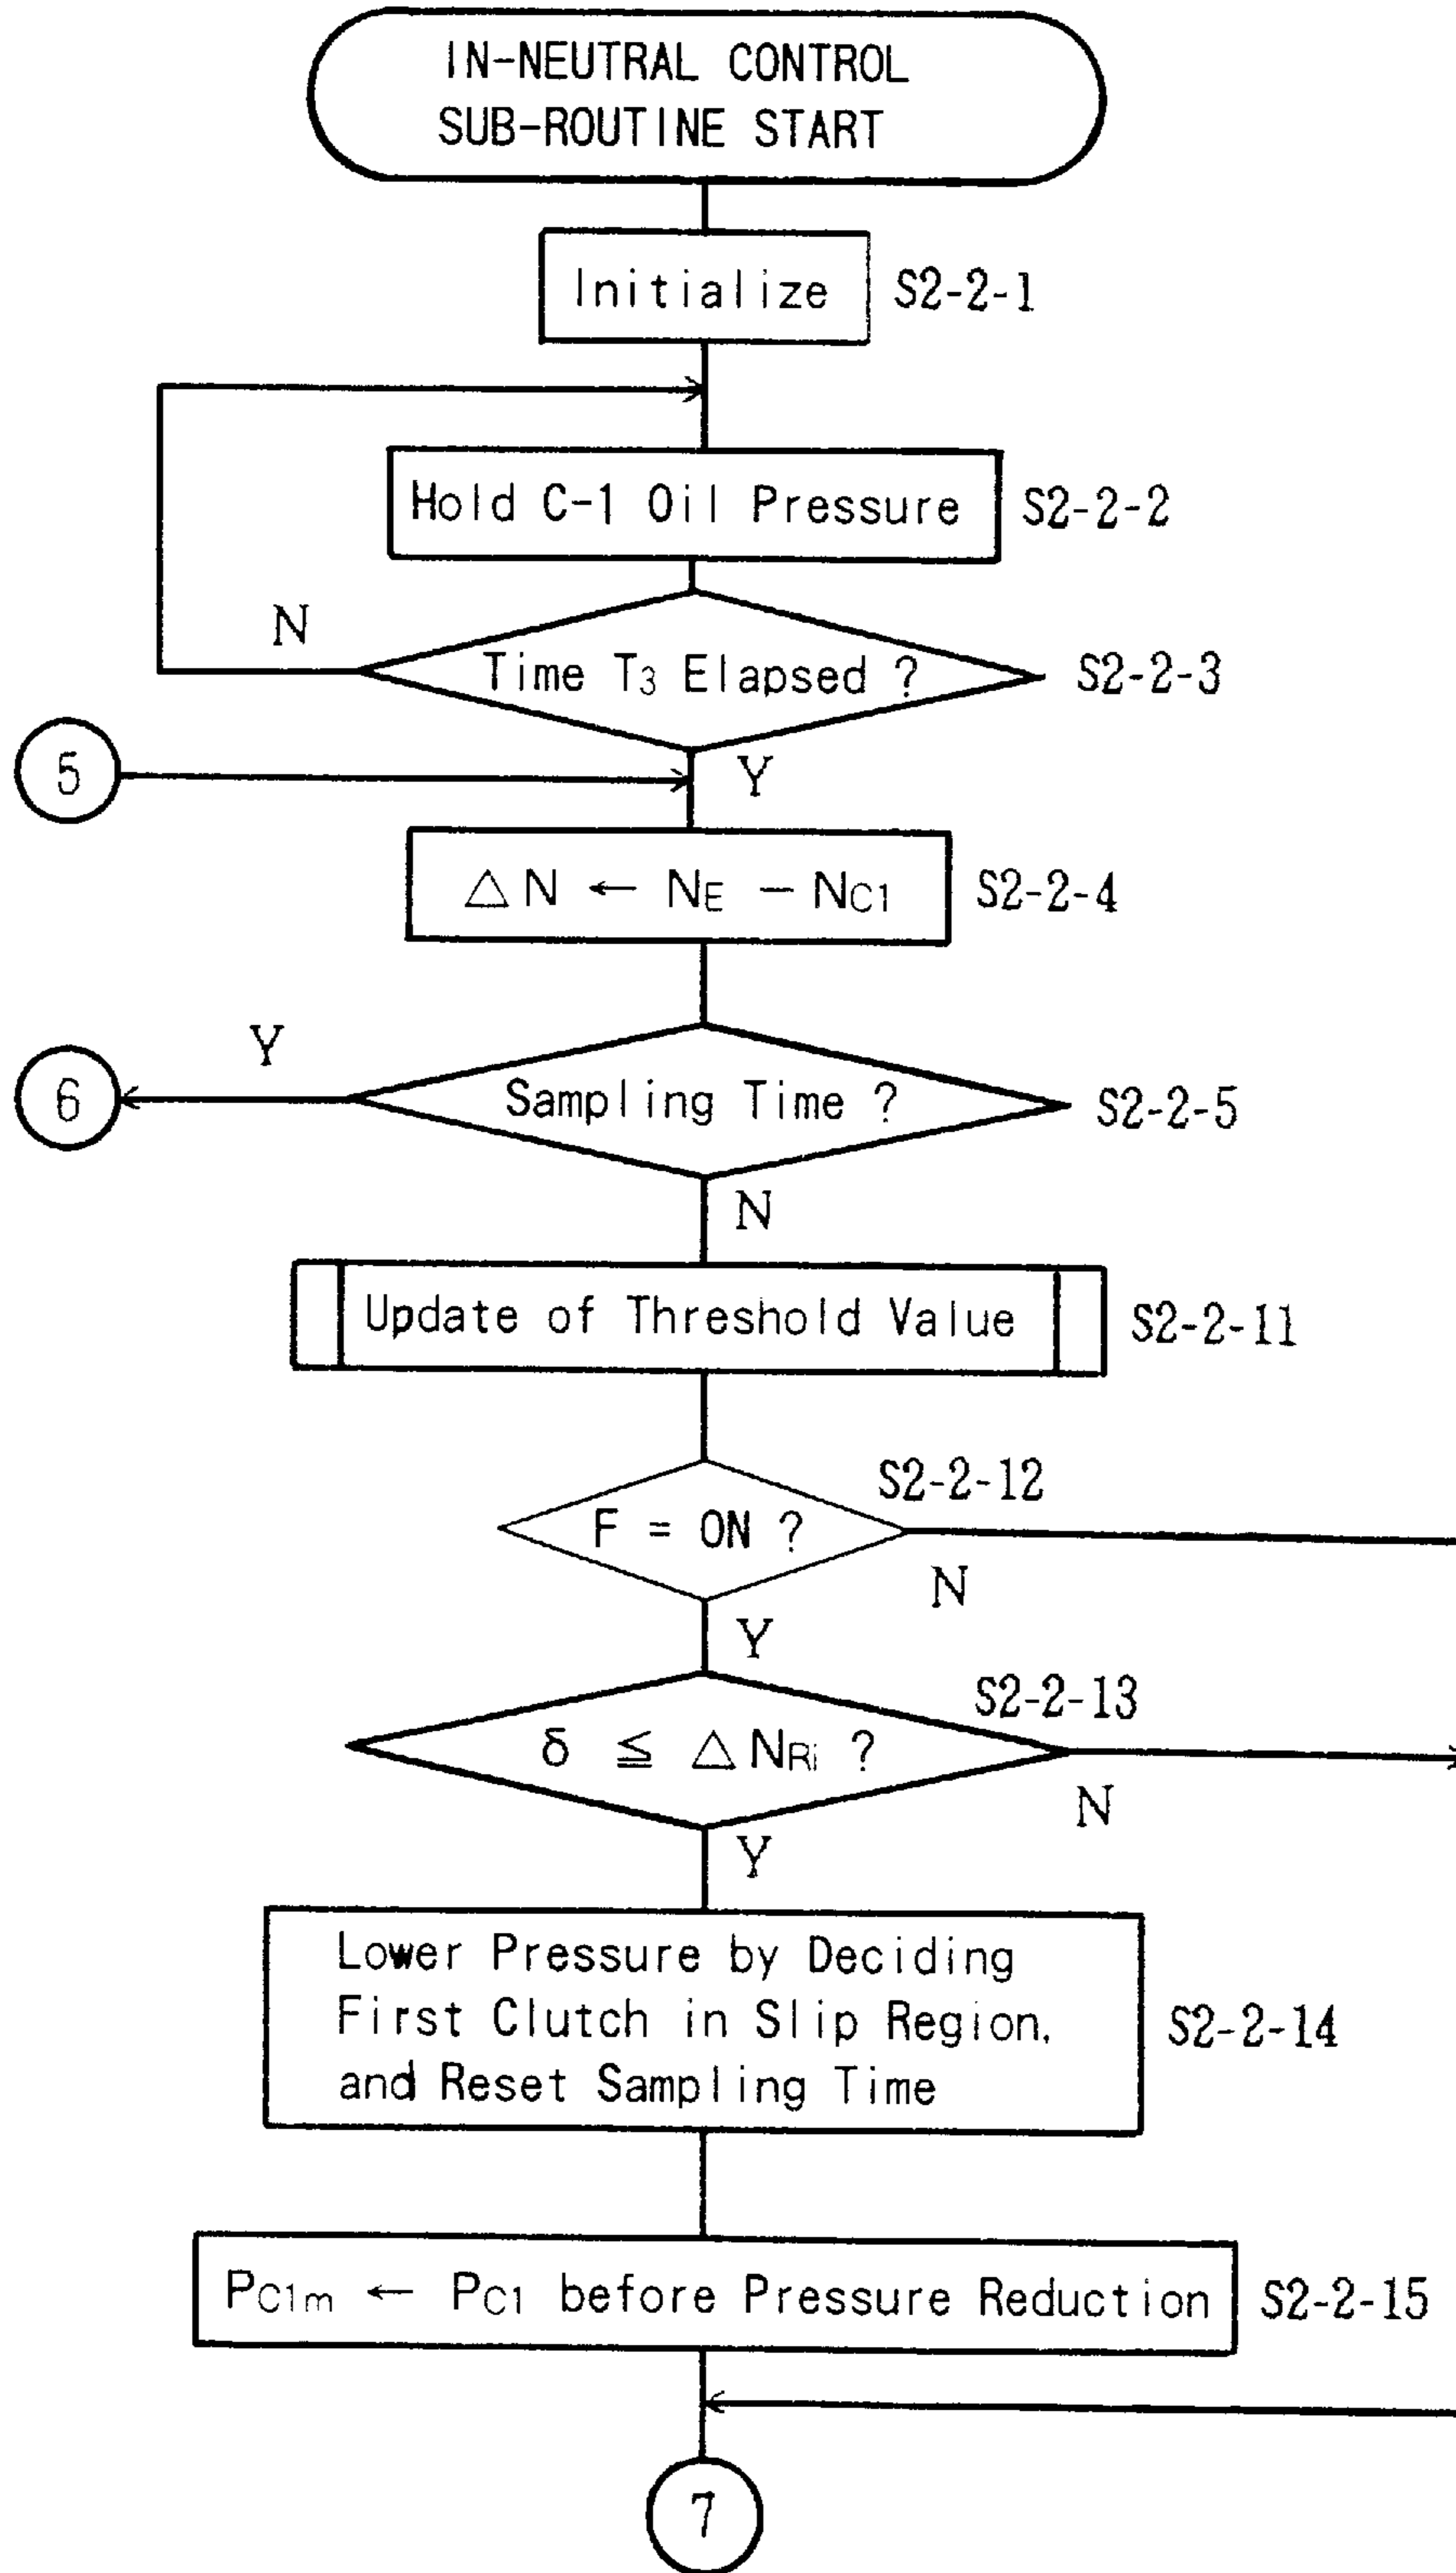 IN-NEUTRAL CONTROL
SUB-ROUTINE START
Initialize
S2-2-1
Hold C-1 Oil Pressure
S2-2-2
N
Time T3 Elapsed ?
S2-2-3
5
Y
△N ← NE − NC1
S2-2-4
Y
6
Sampling Time ?
S2-2-5
N
Update of Threshold Value
S2-2-11
S2-2-12
F = ON ?
N
Y
S2-2-13
δ ≦ △NRi ?
N
Y
Lower Pressure by Deciding
First Clutch in Slip Region,
and Reset Sampling Time
S2-2-14
PC1m ← PC1 before Pressure Reduction
S2-2-15
7